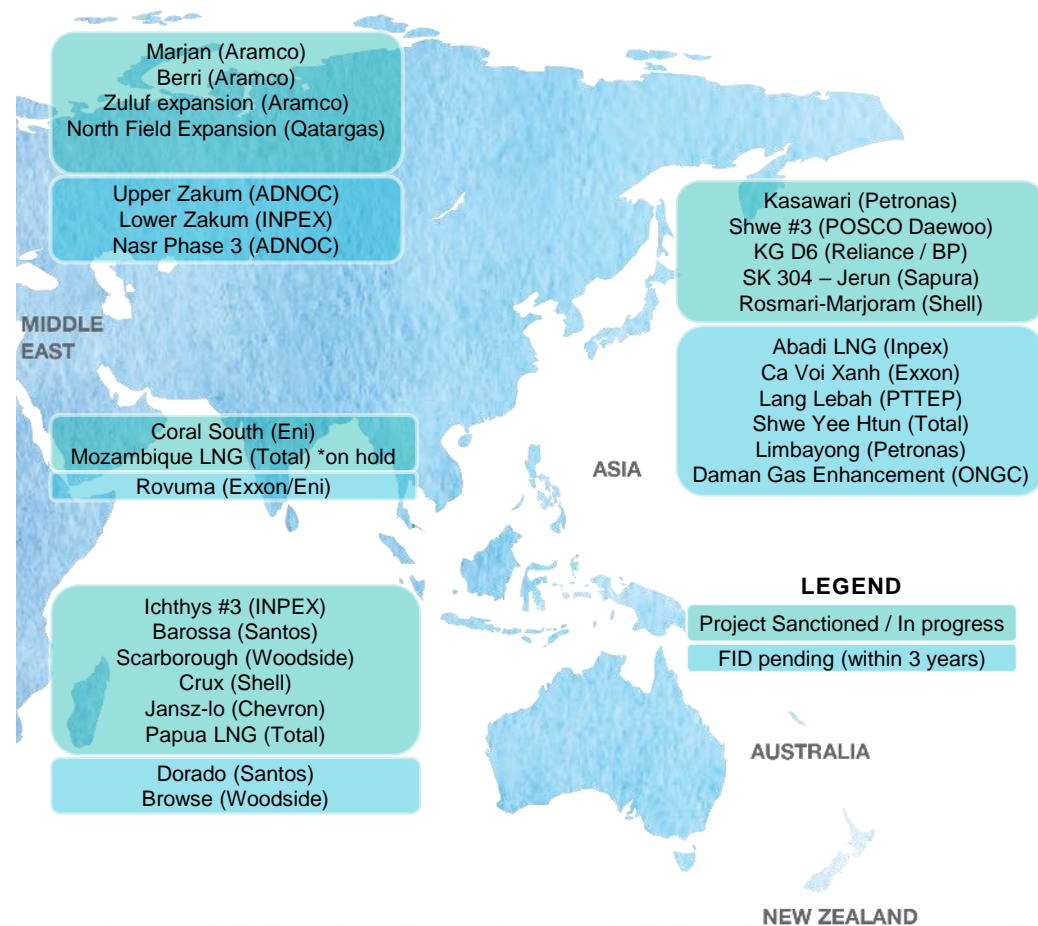 Marjan (Aramco)
Berri (Aramco)
Zuluf expansion (Aramco)
North Field Expansion (Qatargas)
Upper Zakum (ADNOC)
Lower Zakum (INPEX)
Nasr Phase 3 (ADNOC)
MIDDLE
EAST
Kasawari (Petronas)
Shwe #3 (POSCO Daewoo)
KG D6 (Reliance / BP)
SK 304 – Jerun (Sapura)
Rosmari-Marjoram (Shell)
Abadi LNG (Inpex)
Ca Voi Xanh (Exxon)
Lang Lebah (PTTEP)
Shwe Yee Htun (Total)
Limbayong (Petronas)
Daman Gas Enhancement (ONGC)
Coral South (Eni)
Mozambique LNG (Total) *on hold
Rovuma (Exxon/Eni)
ASIA
Ichthys #3 (INPEX)
Barossa (Santos)
Scarborough (Woodside)
Crux (Shell)
Jansz-Io (Chevron)
Papua LNG (Total)
Dorado (Santos)
Browse (Woodside)
LEGEND
Project Sanctioned / In progress
FID pending (within 3 years)
AUSTRALIA
NEW ZEALAND